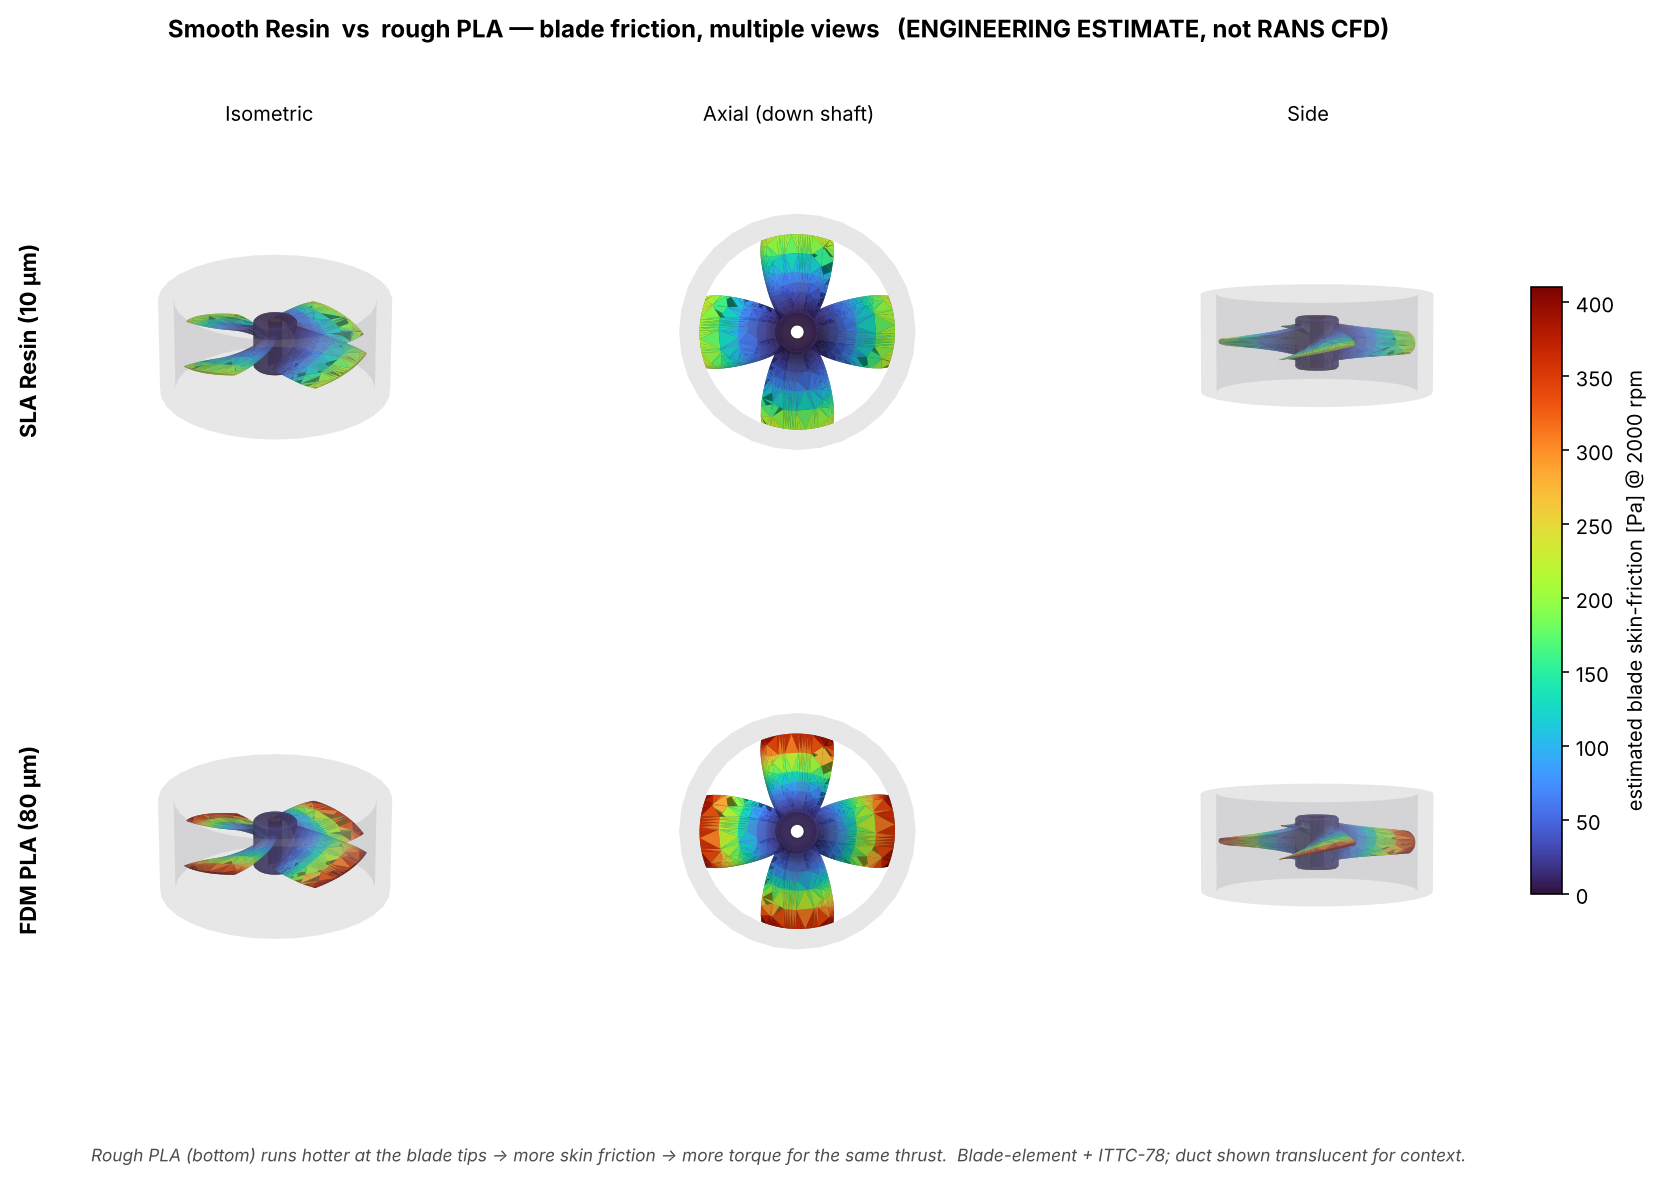 Smooth Resin vs rough PLA — blade friction, multiple views (ENGINEERING ESTIMATE, not RANS CFD)
Isometric
Axial (down shaft)
Side
SLA Resin (10 µm)
FDM PLA (80 µm)
400
350
300
250
200
150
100
50
0
estimated blade skin-friction [Pa] @ 2000 rpm
Rough PLA (bottom) runs hotter at the blade tips → more skin friction → more torque for the same thrust. Blade-element + ITTC-78; duct shown translucent for context.